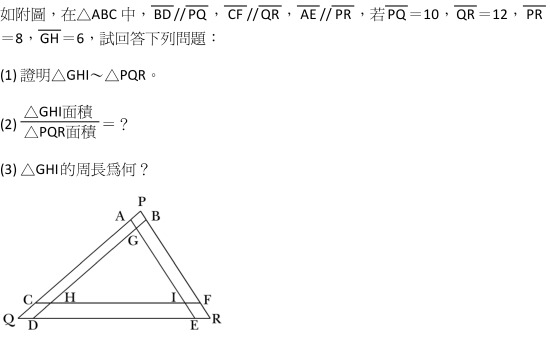 如附圖，在△ABC 中，BD//PQ，CF//QR，AE//PR，若PQ＝10，QR＝12，PR
＝8，GH＝6，試回答下列問題：
(1) 證明△GHI～△PQR。
(2) △GHI面積/△PQR面積＝？
(3) △GHI的周長爲何？
P
A B
G
C H I F
Q D E R